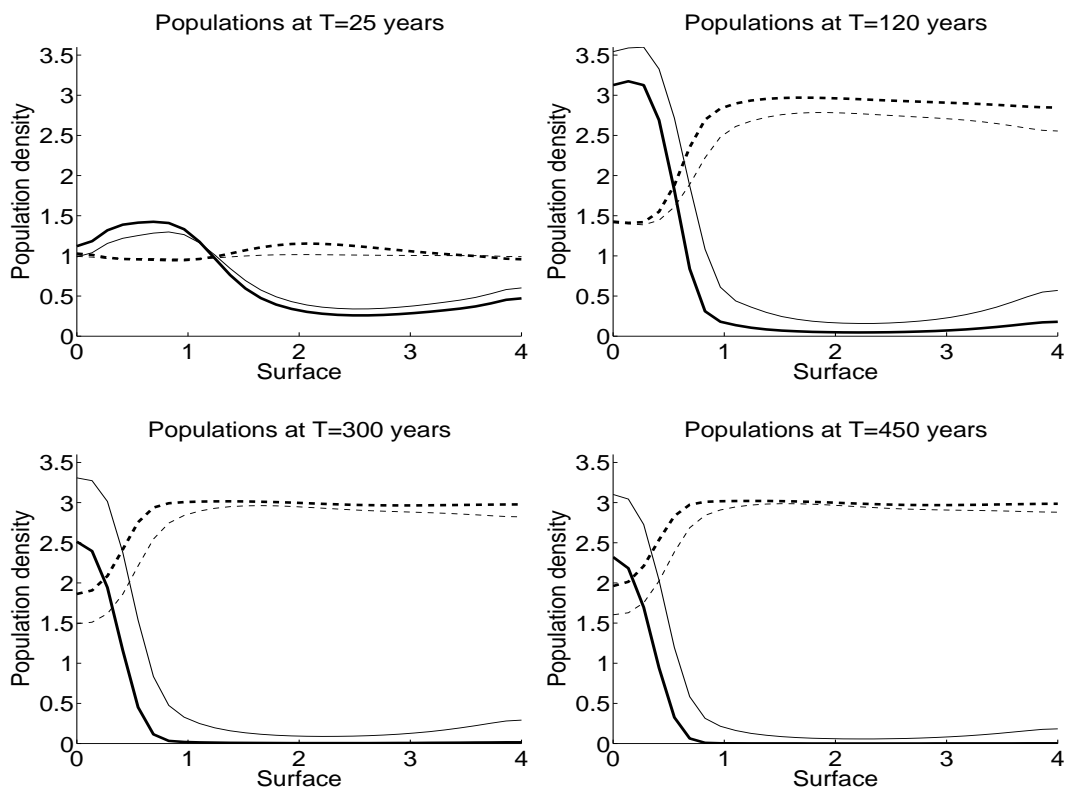 Populations at T=25 years
Populations at T=120 years
Population density
3.5
3
2.5
2
1.5
1
0.5
0
0 1 2 3 4
Surface
Population density
3.5
3
2.5
2
1.5
1
0.5
0
0 1 2 3 4
Surface
Populations at T=300 years
Populations at T=450 years
Population density
3.5
3
2.5
2
1.5
1
0.5
0
0 1 2 3 4
Surface
Population density
3.5
3
2.5
2
1.5
1
0.5
0
0 1 2 3 4
Surface